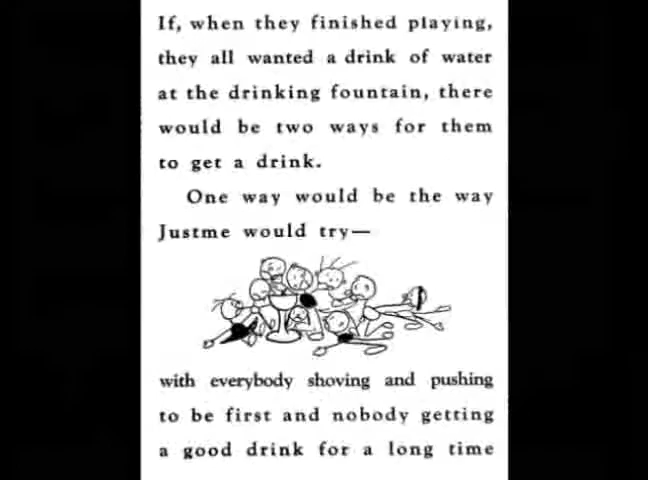 If, when they finished playing,
they all wanted a drink of water
at the drinking fountain, there
would be two ways for them
to get a drink.
One way would be the way
Justme would try—
with everybody shoving and pushing
to be first and nobody getting
a good drink for a long time